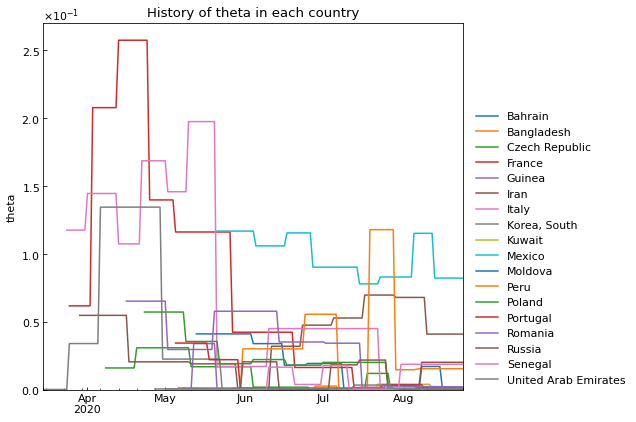 History of theta in each country
×10⁻¹
2.5
2.0
1.5
1.0
0.5
0.0
theta
Apr
2020
May
Jun
Jul
Aug
Bahrain
Bangladesh
Czech Republic
France
Guinea
Iran
Italy
Korea, South
Kuwait
Mexico
Moldova
Peru
Poland
Portugal
Romania
Russia
Senegal
United Arab Emirates